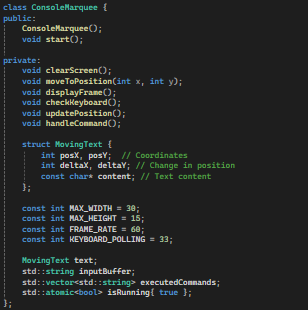 class ConsoleMarquee {
public:
    ConsoleMarquee();
    void start();

private:
    void clearScreen();
    void moveToPosition(int x, int y);
    void displayFrame();
    void checkKeyboard();
    void updatePosition();
    void handleCommand();

    struct MovingText {
        int posX, posY;  // Coordinates
        int deltaX, deltaY; // Change in position
        const char* content; // Text content
    };

    const int MAX_WIDTH = 30;
    const int MAX_HEIGHT = 15;
    const int FRAME_RATE = 60;
    const int KEYBOARD_POLLING = 33;

    MovingText text;
    std::string inputBuffer;
    std::vector<std::string> executedCommands;
    std::atomic<bool> isRunning{ true };
};